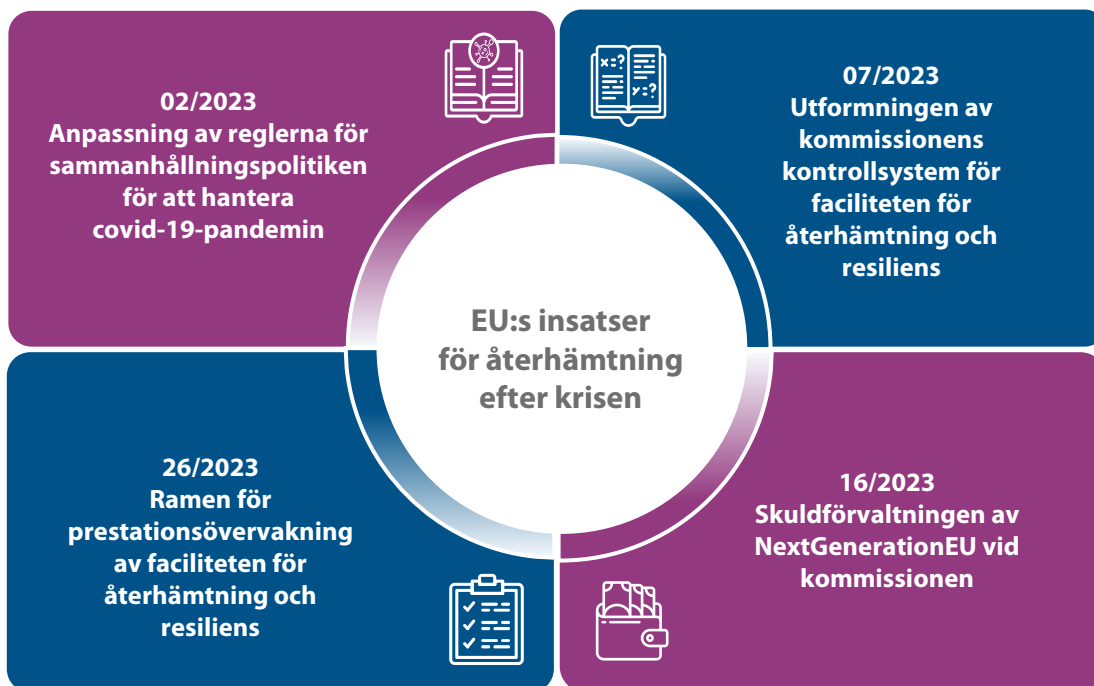 02/2023
Anpassning av reglerna för
sammanhållningspolitiken
för att hantera
covid-19-pandemin
x=?
y=?
07/2023
Utformningen av
kommissionens
kontrollsystem för
faciliteten för
återhämtning och
resiliens
EU:s insatser
för återhämtning
efter krisen
26/2023
Ramen för
prestationsövervakning
av faciliteten för
återhämtning och
resiliens
16/2023
Skuldförvaltningen av
NextGenerationEU vid
kommissionen